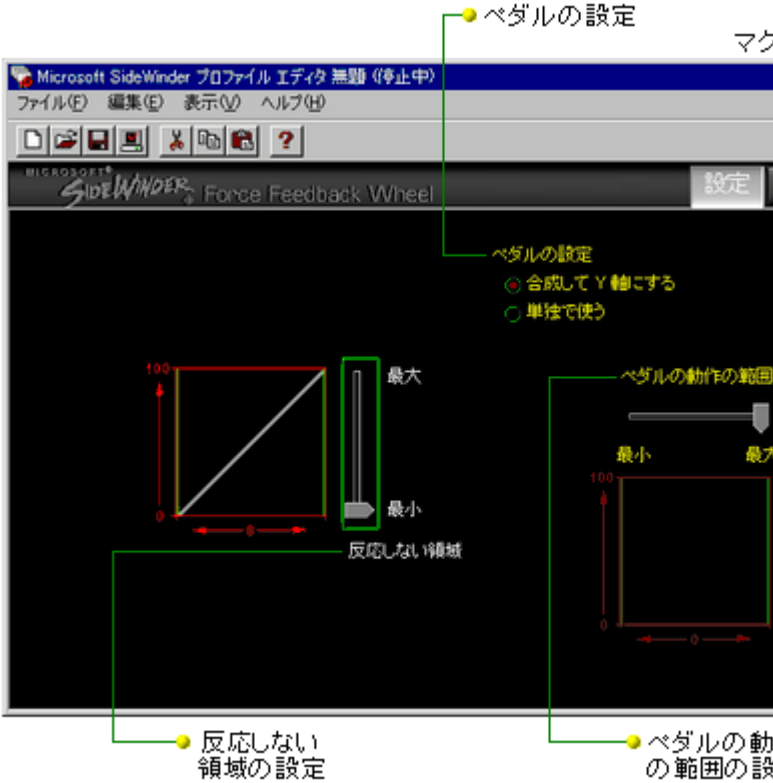 ペダルの設定
マク
Microsoft SideWinder プロファイル エディタ 無題 (停止中)
ファイル(F) 編集(E) 表示(V) ヘルプ(H)
MICROSOFT
SIDEWINDER Force Feedback Wheel
設定
ペダルの設定
合成して Y 軸にする
単独で使う
100
最大
ペダルの動作の範囲
最小 最大
100
0
最小
0
反応しない領域
0
0
反応しない
領域の設定
ペダルの動
の範囲の設